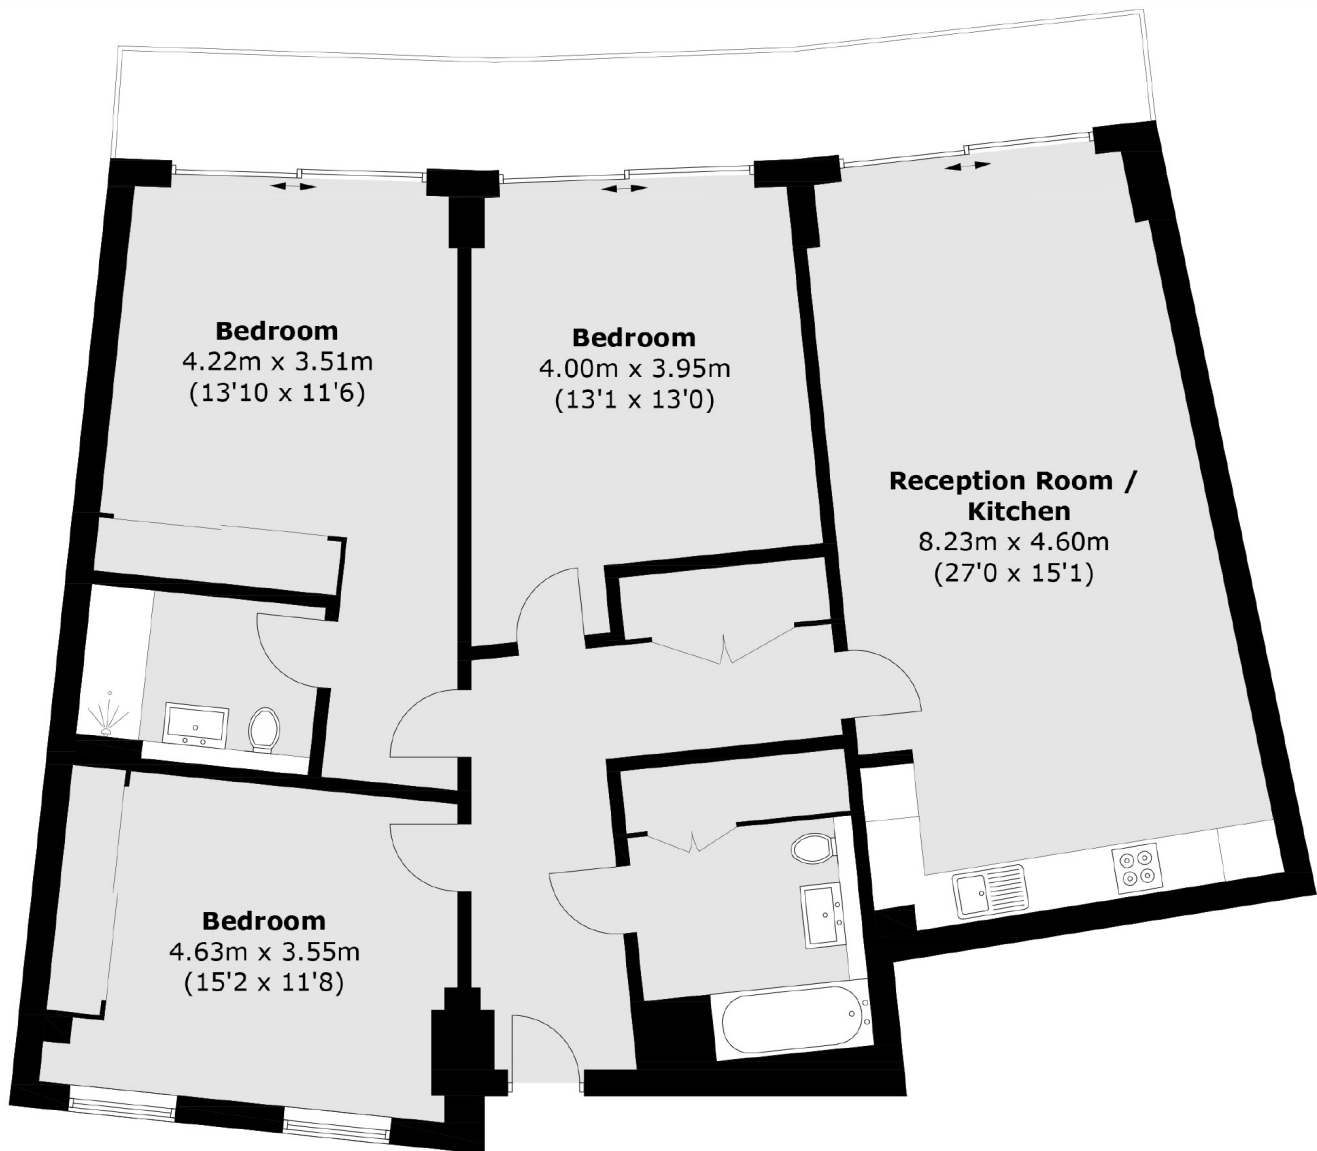 Bedroom
4.22m x 3.51m
(13'10 x 11'6)
Bedroom
4.00m x 3.95m
(13'1 x 13'0)
Reception Room /
Kitchen
8.23m x 4.60m
(27'0 x 15'1)
Bedroom
4.63m x 3.55m
(15'2 x 11'8)